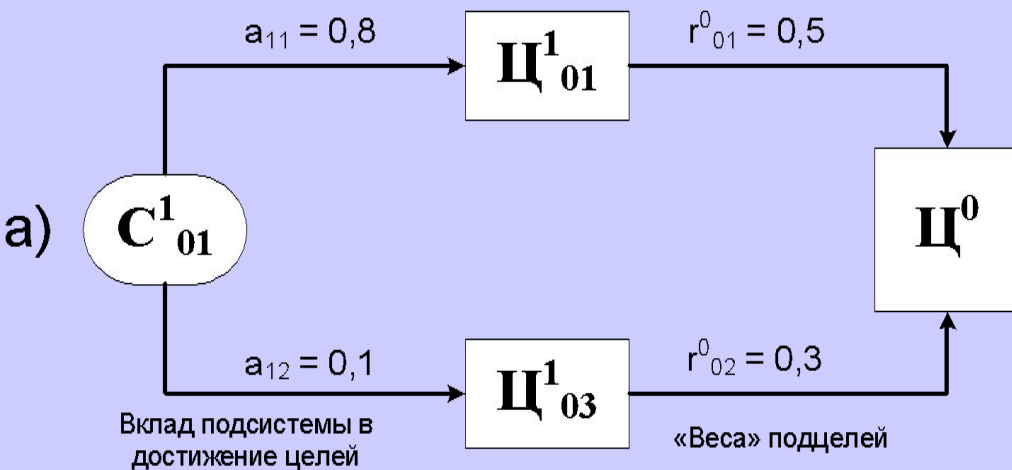 a₁₁ = 0,8
r⁰₀₁ = 0,5
Ц¹₀₁
а)
С¹₀₁
Ц⁰
a₁₂ = 0,1
r⁰₀₂ = 0,3
Ц¹₀₃
Вклад подсистемы в
достижение целей
«Веса» подцелей